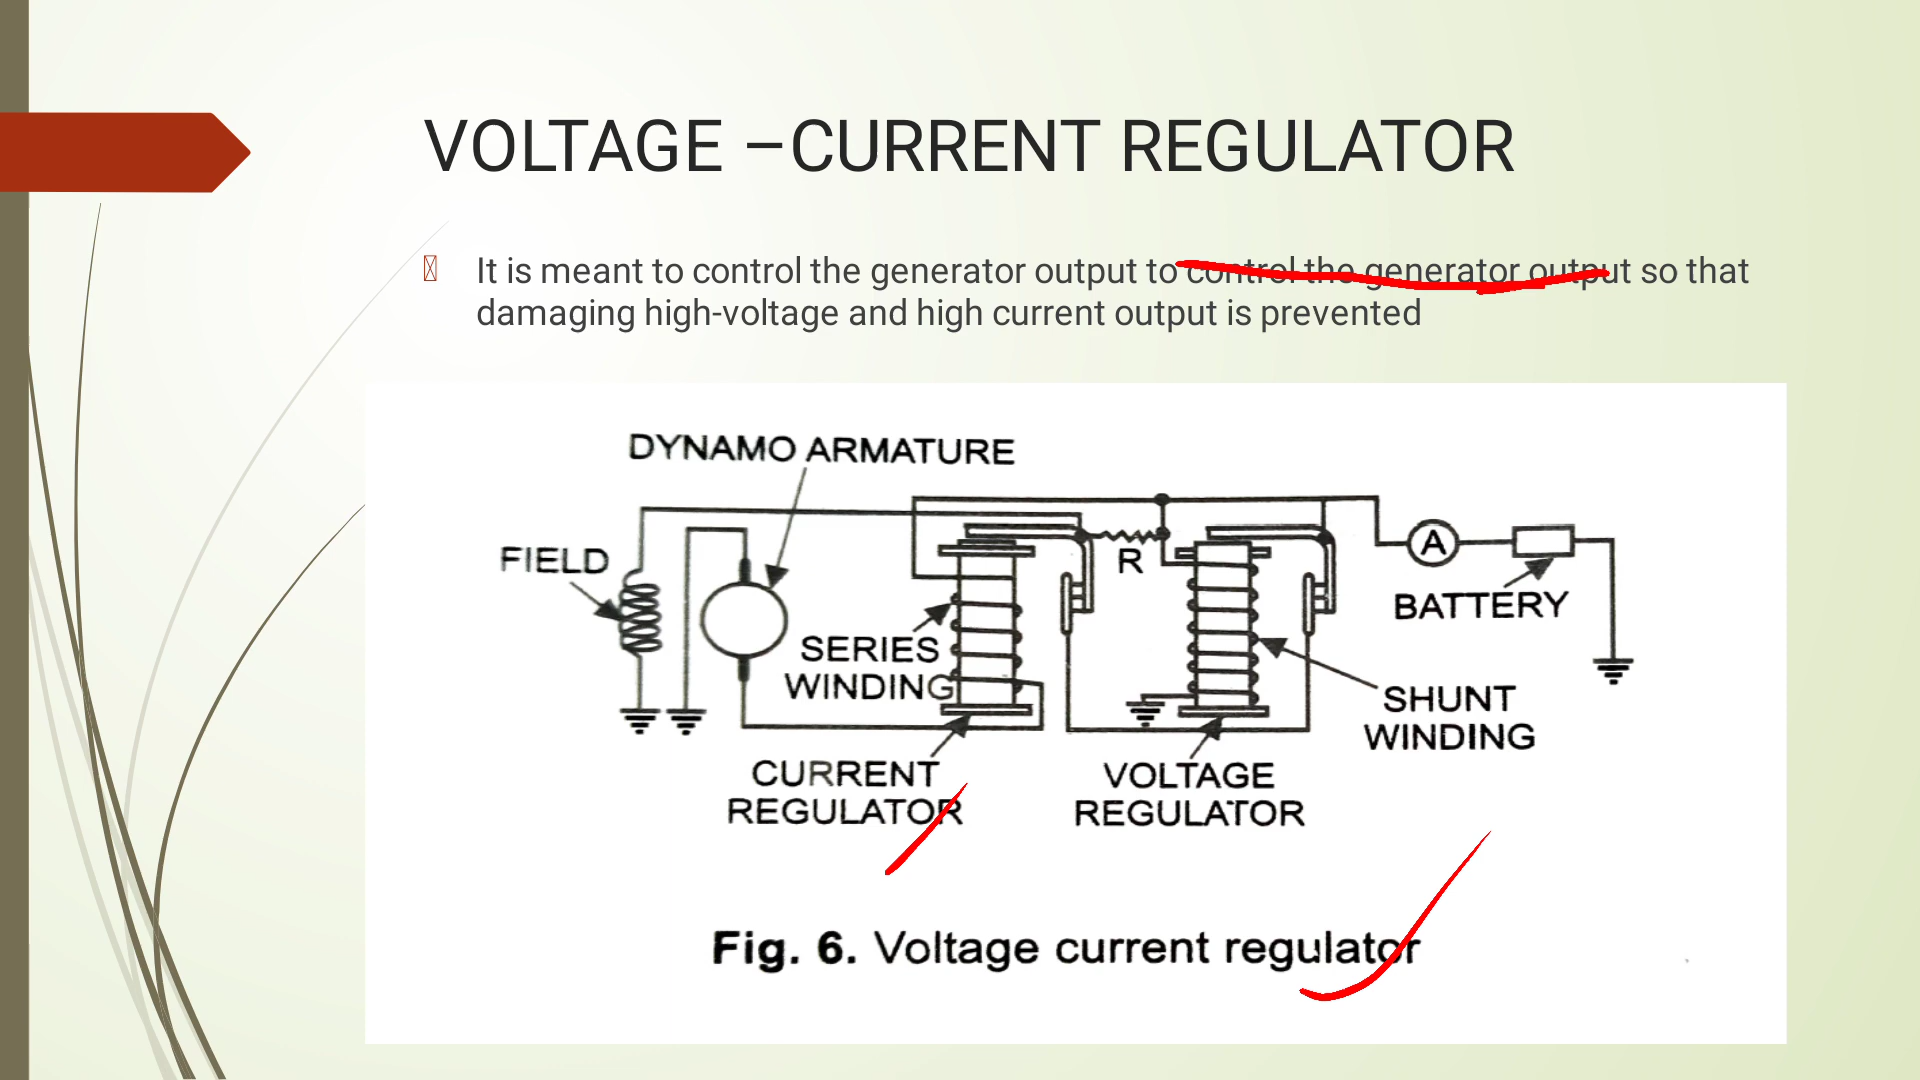 VOLTAGE –CURRENT REGULATOR
It is meant to control the generator output to control the generator output so that
damaging high-voltage and high current output is prevented
DYNAMO ARMATURE
FIELD
R
A
BATTERY
SERIES
WINDING
SHUNT
WINDING
CURRENT
REGULATOR
VOLTAGE
REGULATOR
Fig. 6. Voltage current regulator